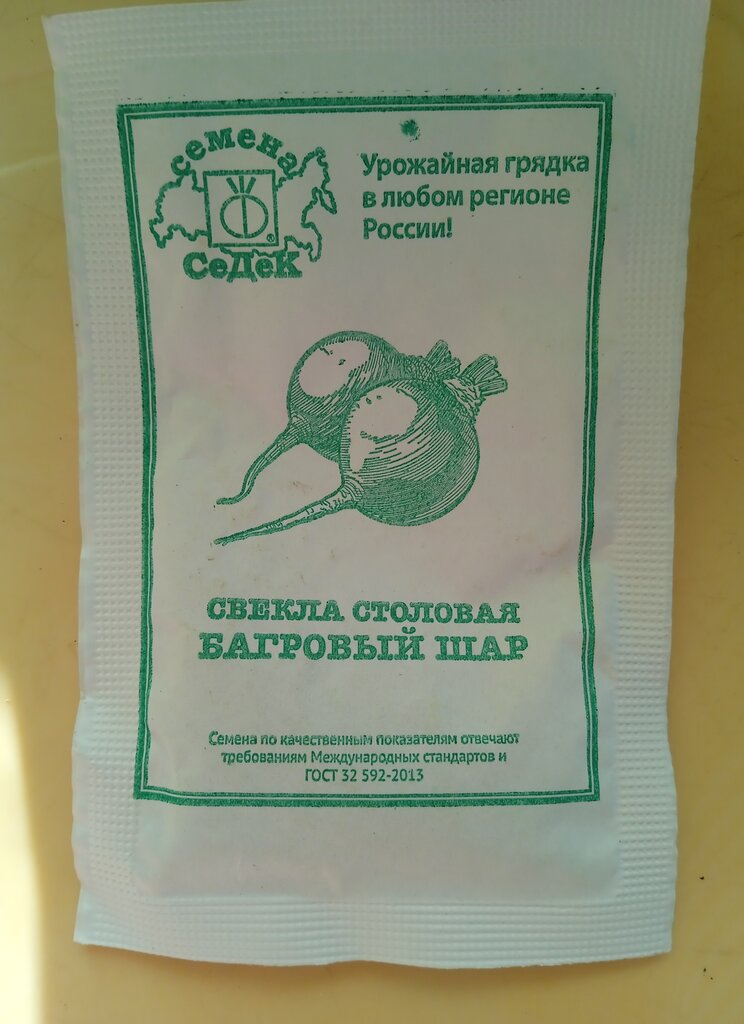 семена
СеДеК
®
Урожайная грядка
в любом регионе
России!
СВЕКЛА СТОЛОВАЯ
БАГРОВЫЙ ШАР
Семена по качественным показателям отвечают
требованиям Международных стандартов и
ГОСТ 32 592-2013